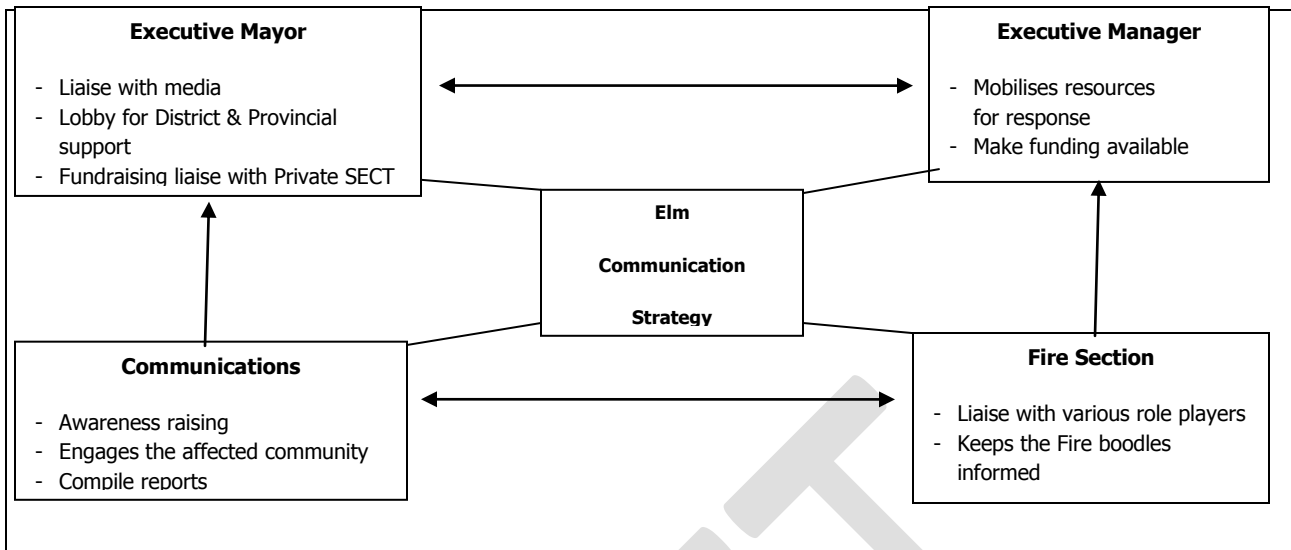 Executive Mayor
- Liaise with media
- Lobby for District & Provincial
support
- Fundraising liaise with Private SECT
Executive Manager
- Mobilises resources
for response
- Make funding available
Elm
Communication
Strategy
Communications
- Awareness raising
- Engages the affected community
- Compile reports
Fire Section
- Liaise with various role players
- Keeps the Fire boodles
informed